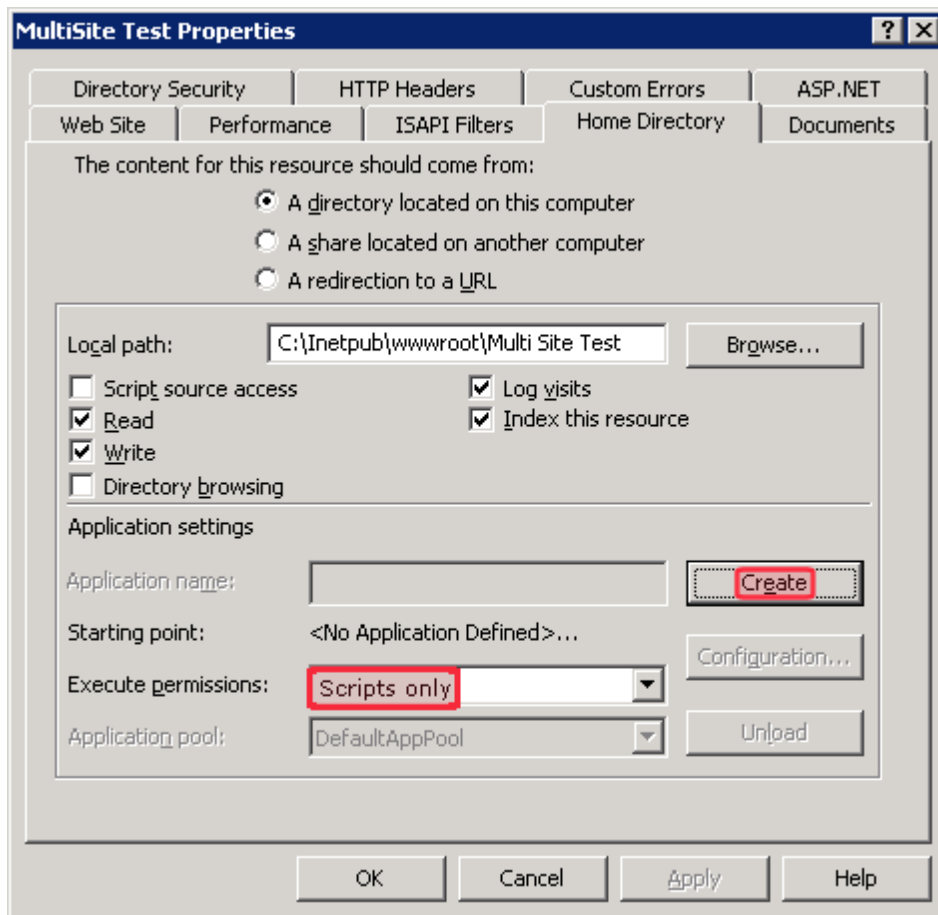 MultiSite Test Properties
Directory Security HTTP Headers Custom Errors ASP.NET
Web Site Performance ISAPI Filters Home Directory Documents
The content for this resource should come from:
A directory located on this computer
A share located on another computer
A redirection to a URL
Local path: C:\Inetpub\wwwroot\Multi Site Test Browse...
Script source access Log visits
Read Index this resource
Write
Directory browsing
Application settings
Application name: Create
Starting point: <No Application Defined>...
Configuration...
Execute permissions: Scripts only
Application pool: DefaultAppPool Unload
OK Cancel Apply Help